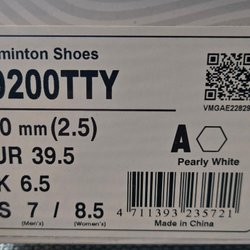 minton Shoes
200TTY
0 mm (2.5)
UR 39.5
K 6.5
S 7 / 8.5
(Men's) (Women's)
VMGAE22829
A
Pearly White
4 711393 235721
Made in China